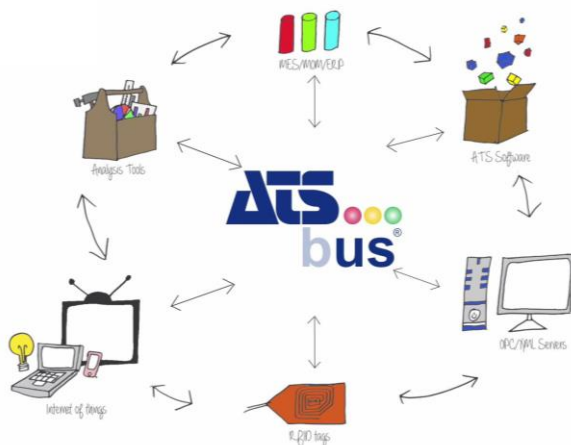 MES/MOM/ERP
Analysis Tools
ATS Software
ATS
bus®
OPC/XML Servers
Internet of things
RFID tags